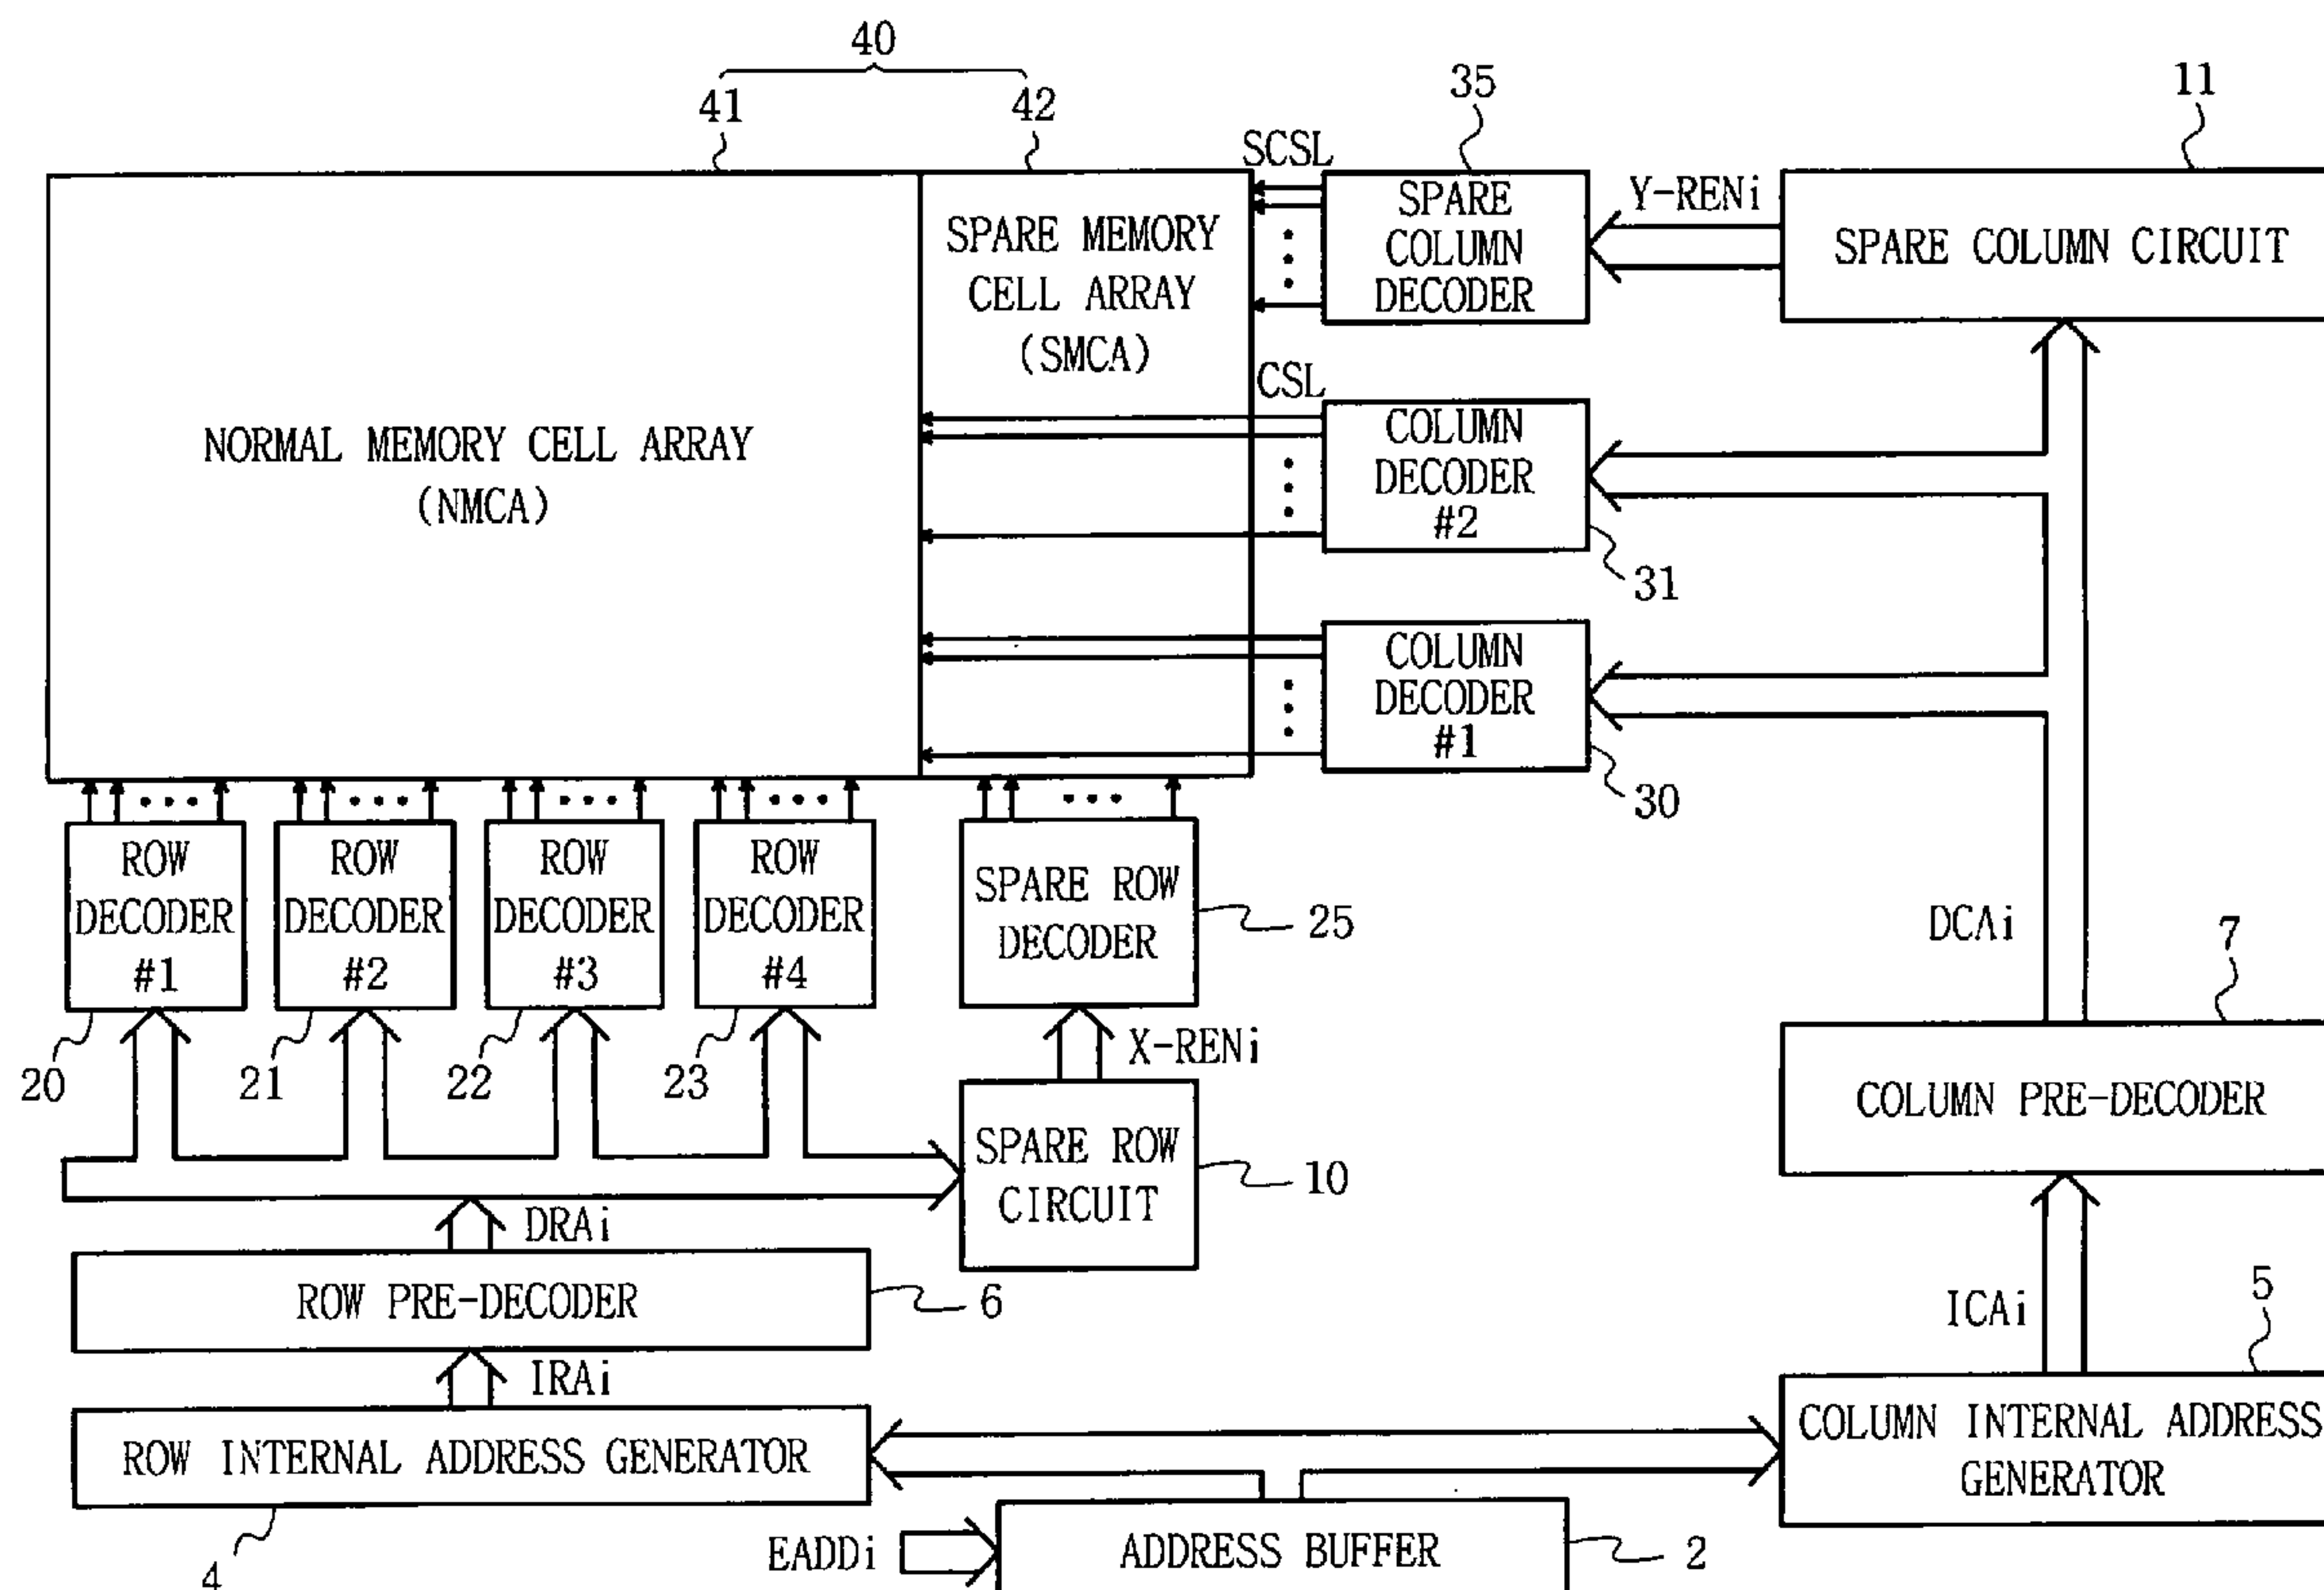 40
41
42
35
11
SCSL
SPARE
COLUMN
DECODER
Y-RENi
SPARE COLUMN CIRCUIT
SPARE MEMORY
CELL ARRAY
(SMCA)
NORMAL MEMORY CELL ARRAY
(NMCA)
CSL
COLUMN
DECODER
#2
31
COLUMN
DECODER
#1
30
ROW
DECODER
#1
ROW
DECODER
#2
ROW
DECODER
#3
ROW
DECODER
#4
SPARE ROW
DECODER
25
DCAi
7
20
21
22
23
X-RENi
COLUMN PRE-DECODER
SPARE ROW
CIRCUIT
10
DRAi
ROW PRE-DECODER
6
ICAi
5
IRAi
ROW INTERNAL ADDRESS GENERATOR
COLUMN INTERNAL ADDRESS
GENERATOR
4
EADDi
ADDRESS BUFFER
2